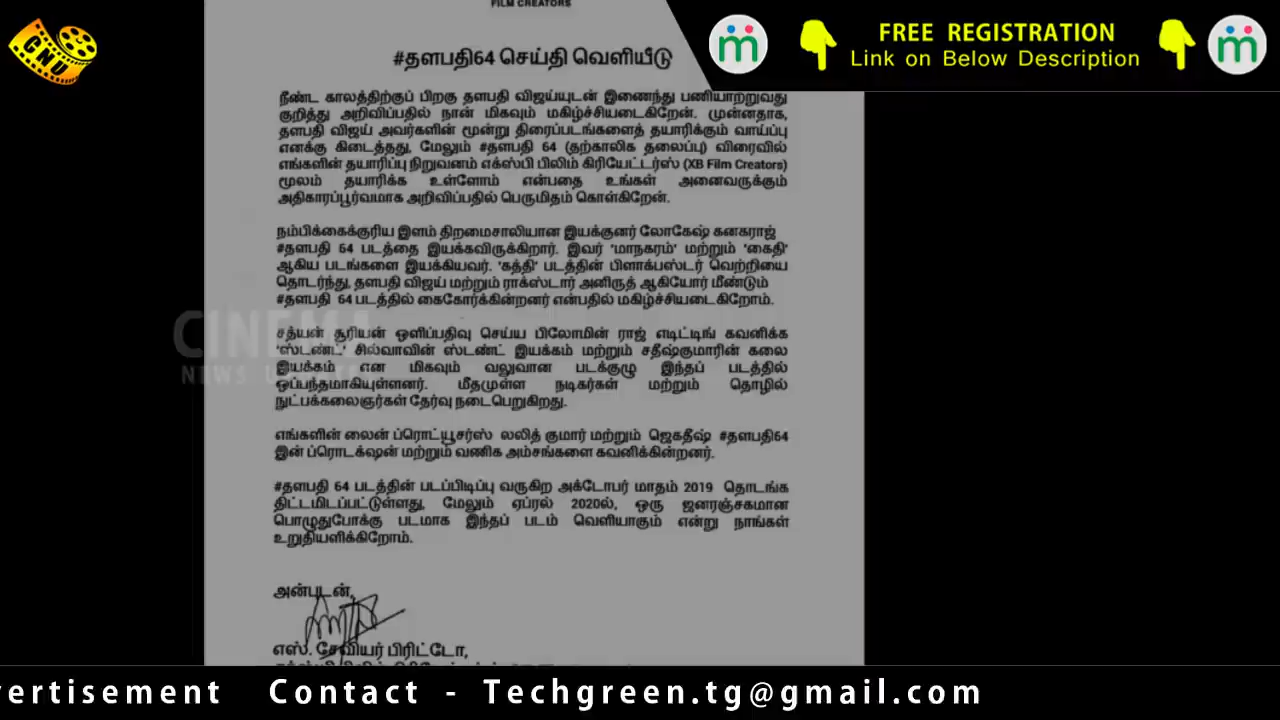 FILM CREATORS
CNU
FREE REGISTRATION
Link on Below Description
#தளபதி64 செய்தி வெளியீடு
நீண்ட காலத்திற்குப் பிறகு தளபதி விஜய்யுடன் இணைந்து பணியாற்றுவது
குறித்து அறிவிப்பதில் நான் மிகவும் மகிழ்ச்சியடைகிறேன். முன்னதாக,
தளபதி விஜய் அவர்களின் மூன்று திரைப்படங்களைத் தயாரிக்கும் வாய்ப்பு
எனக்கு கிடைத்தது, மேலும் #தளபதி 64 (தற்காலிக தலைப்பு) விரைவில்
எங்களின் தயாரிப்பு நிறுவனம் எக்ஸ்பி பிலிம் கிரியேட்டர்ஸ் (XB Film Creators)
மூலம் தயாரிக்க உள்ளோம் என்பதை உங்கள் அனைவருக்கும்
அதிகாரப்பூர்வமாக அறிவிப்பதில் பெருமிதம் கொள்கிறேன்.
நம்பிக்கைக்குரிய இளம் திறமைசாலியான இயக்குனர் லோகேஷ் கனகராஜ்
#தளபதி 64 படத்தை இயக்கவிருக்கிறார். இவர் 'மாநகரம்' மற்றும் 'கைதி'
ஆகிய படங்களை இயக்கியவர். 'கத்தி' படத்தின் பிளாக்பஸ்டர் வெற்றியை
தொடர்ந்து, தளபதி விஜய் மற்றும் ராக்ஸ்டார் அனிருத் ஆகியோர் மீண்டும்
#தளபதி 64 படத்தில் கைகோர்க்கின்றனர் என்பதில் மகிழ்ச்சியடைகிறோம்.
CINEMA
NEWS UPDATE
சத்யன் சூரியன் ஒளிப்பதிவு செய்ய பிலோமின் ராஜ் எடிட்டிங் கவனிக்க
'ஸ்டண்ட்' சில்வாவின் ஸ்டண்ட் இயக்கம் மற்றும் சதீஷ்குமாரின் கலை
இயக்கம் என மிகவும் வலுவான படக்குழு இந்தப் படத்தில்
ஒப்பந்தமாகியுள்ளனர். மீதமுள்ள நடிகர்கள் மற்றும் தொழில்
நுட்பக்கலைஞர்கள் தேர்வு நடைபெறுகிறது.
எங்களின் லைன் ப்ரொட்யூசர்ஸ் லலித் குமார் மற்றும் ஜெகதீஷ் #தளபதி64
இன் ப்ரொடக்ஷன் மற்றும் வணிக அம்சங்களை கவனிக்கின்றனர்.
#தளபதி 64 படத்தின் படப்பிடிப்பு வருகிற அக்டோபர் மாதம் 2019 தொடங்க
திட்டமிடப்பட்டுள்ளது, மேலும் ஏப்ரல் 2020ல், ஒரு ஜனரஞ்சகமான
பொழுதுபோக்கு படமாக இந்தப் படம் வெளியாகும் என்று நாங்கள்
உறுதியளிக்கிறோம்.
அன்புடன்,
எஸ். சேவியர் பிரிட்டோ,
vertisement Contact - Techgreen.tg@gmail.com